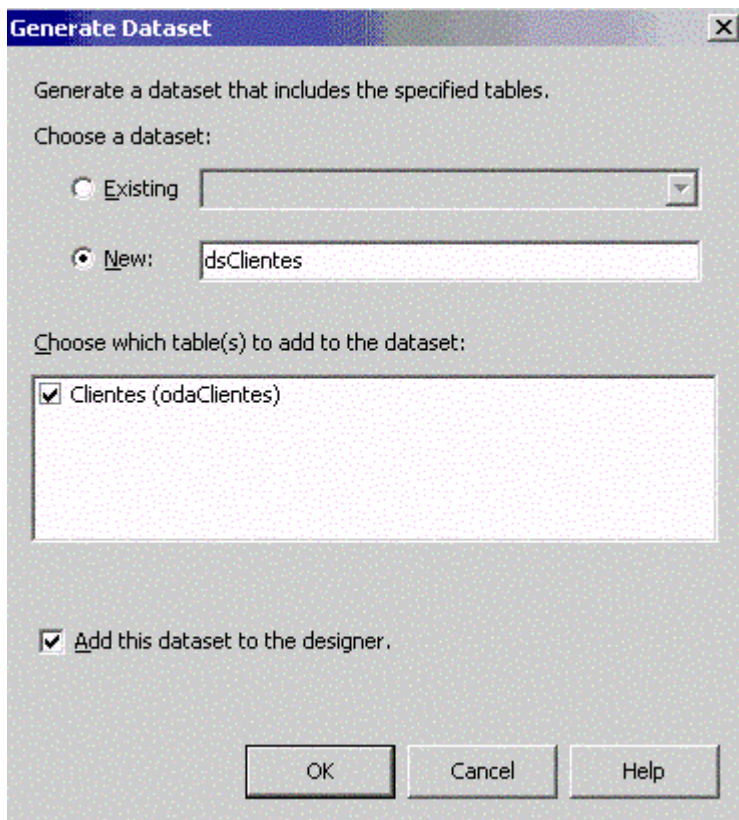 Generate Dataset
Generate a dataset that includes the specified tables.
Choose a dataset:
Existing
New:
dsClientes
Choose which table(s) to add to the dataset:
Clientes (odaClientes)
Add this dataset to the designer.
OK Cancel Help